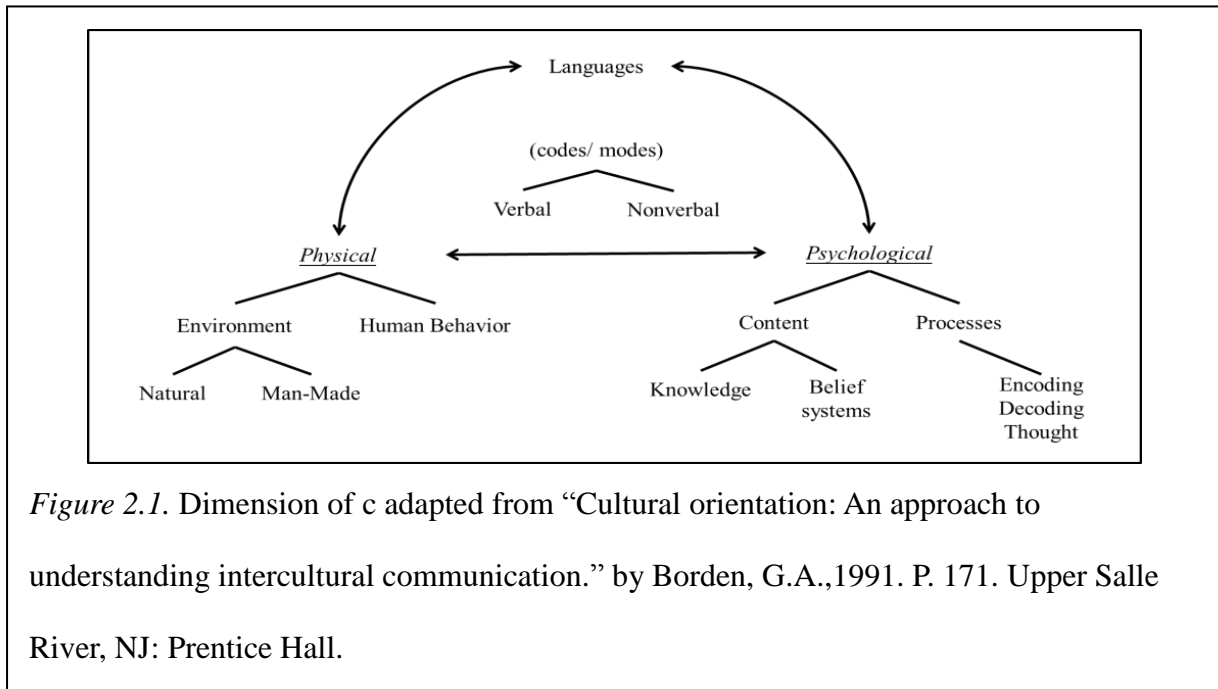 Languages
(codes/ modes)
Verbal Nonverbal
Physical Psychological
Environment Human Behavior Content Processes
Natural Man-Made Knowledge Belief systems Encoding Decoding Thought
Figure 2.1. Dimension of c adapted from “Cultural orientation: An approach to
understanding intercultural communication.” by Borden, G.A.,1991. P. 171. Upper Salle
River, NJ: Prentice Hall.